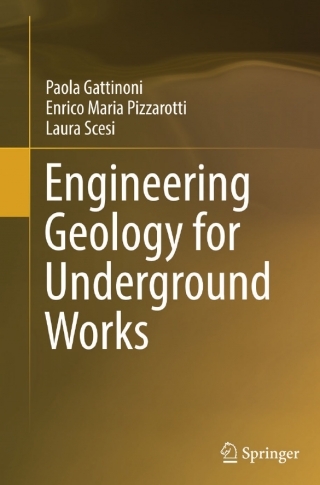 Paola Gattinoni
Enrico Maria Pizzarotti
Laura Scesi
Engineering
Geology for
Underground
Works
Springer